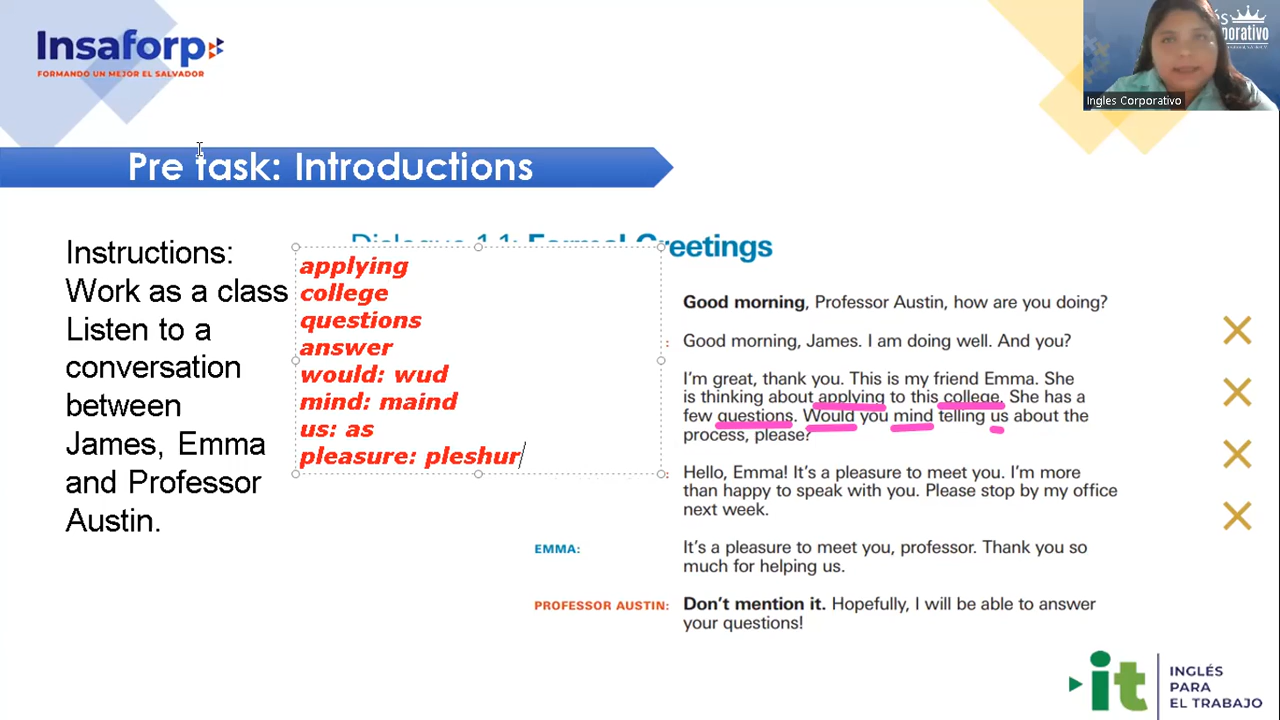 Insaforp
FORMANDO UN MEJOR EL SALVADOR
Ingles Corporativo
Pre task: Introductions
Instructions:
Work as a class
Listen to a
conversation
between
James, Emma
and Professor
Austin.
applying
college
questions
answer
would: wud
mind: maind
us: as
pleasure: pleshur
Dialogue 1.1: Formal Greetings
Good morning, Professor Austin, how are you doing?
Good morning, James. I am doing well. And you?
I'm great, thank you. This is my friend Emma. She
is thinking about applying to this college. She has a
few questions. Would you mind telling us about the
process, please?
Hello, Emma! It's a pleasure to meet you. I'm more
than happy to speak with you. Please stop by my office
next week.
EMMA: It's a pleasure to meet you, professor. Thank you so
much for helping us.
PROFESSOR AUSTIN: Don't mention it. Hopefully, I will be able to answer
your questions!
it
INGLÉS
PARA
EL TRABAJO